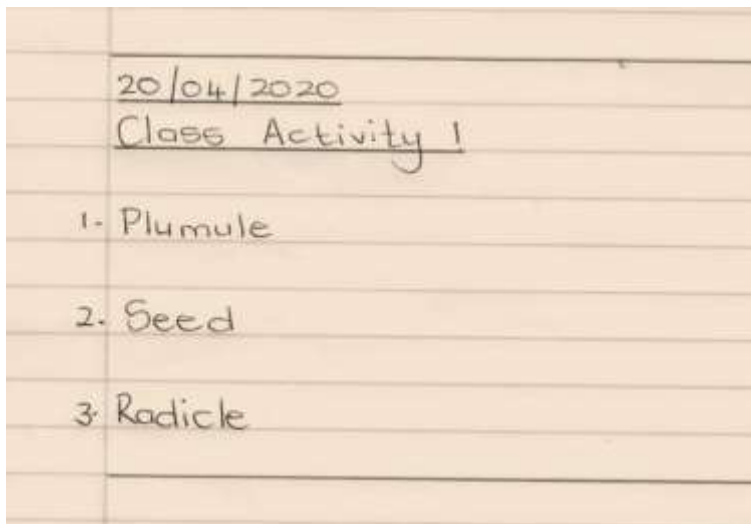 20/04/2020
Class Activity 1
1. Plumule
2. Seed
3. Radicle